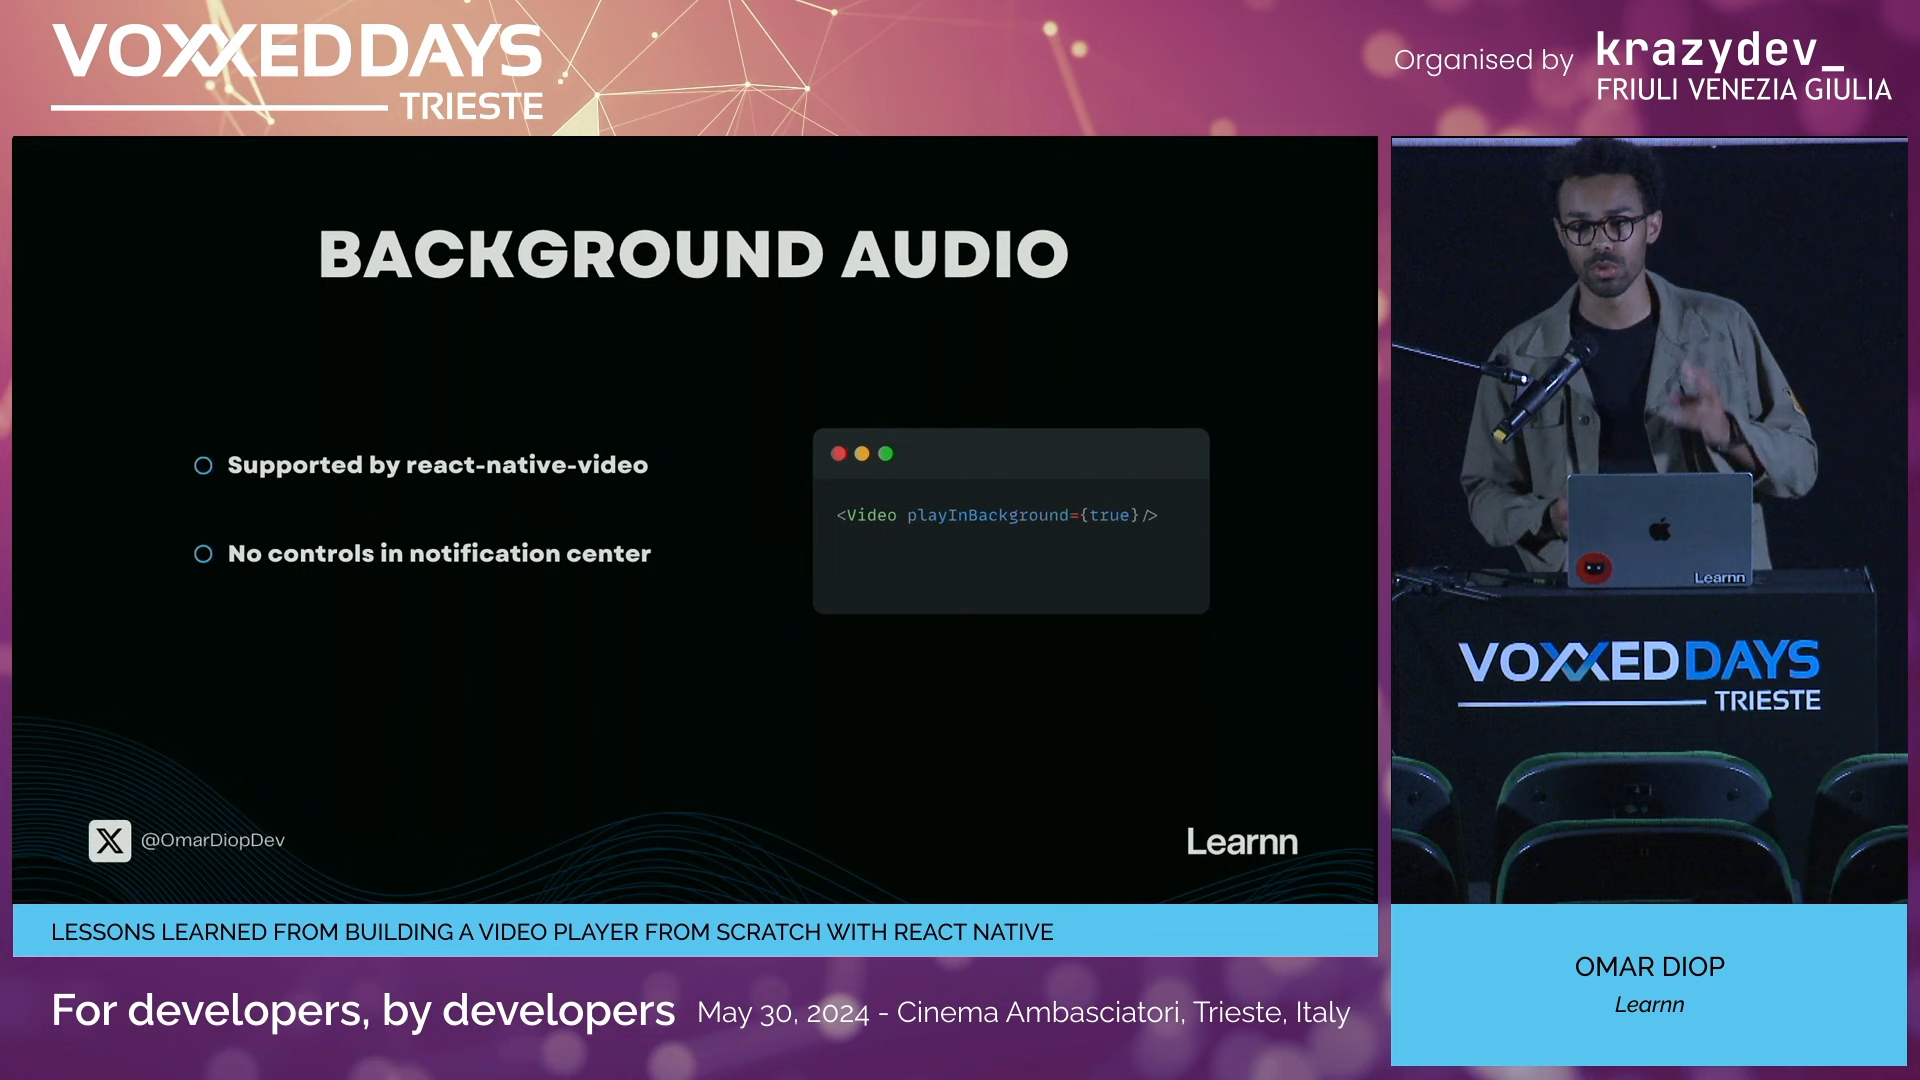 VOXXEDDAYS
TRIESTE
Organised by
krazydev_
FRIULI VENEZIA GIULIA
BACKGROUND AUDIO
Supported by react-native-video
No controls in notification center
<Video playInBackground={true}/>
@OmarDiopDev
Learnn
Learnn
VOXXEDDAYS
TRIESTE
LESSONS LEARNED FROM BUILDING A VIDEO PLAYER FROM SCRATCH WITH REACT NATIVE
OMAR DIOP
Learnn
For developers, by developers
May 30, 2024 - Cinema Ambasciatori, Trieste, Italy